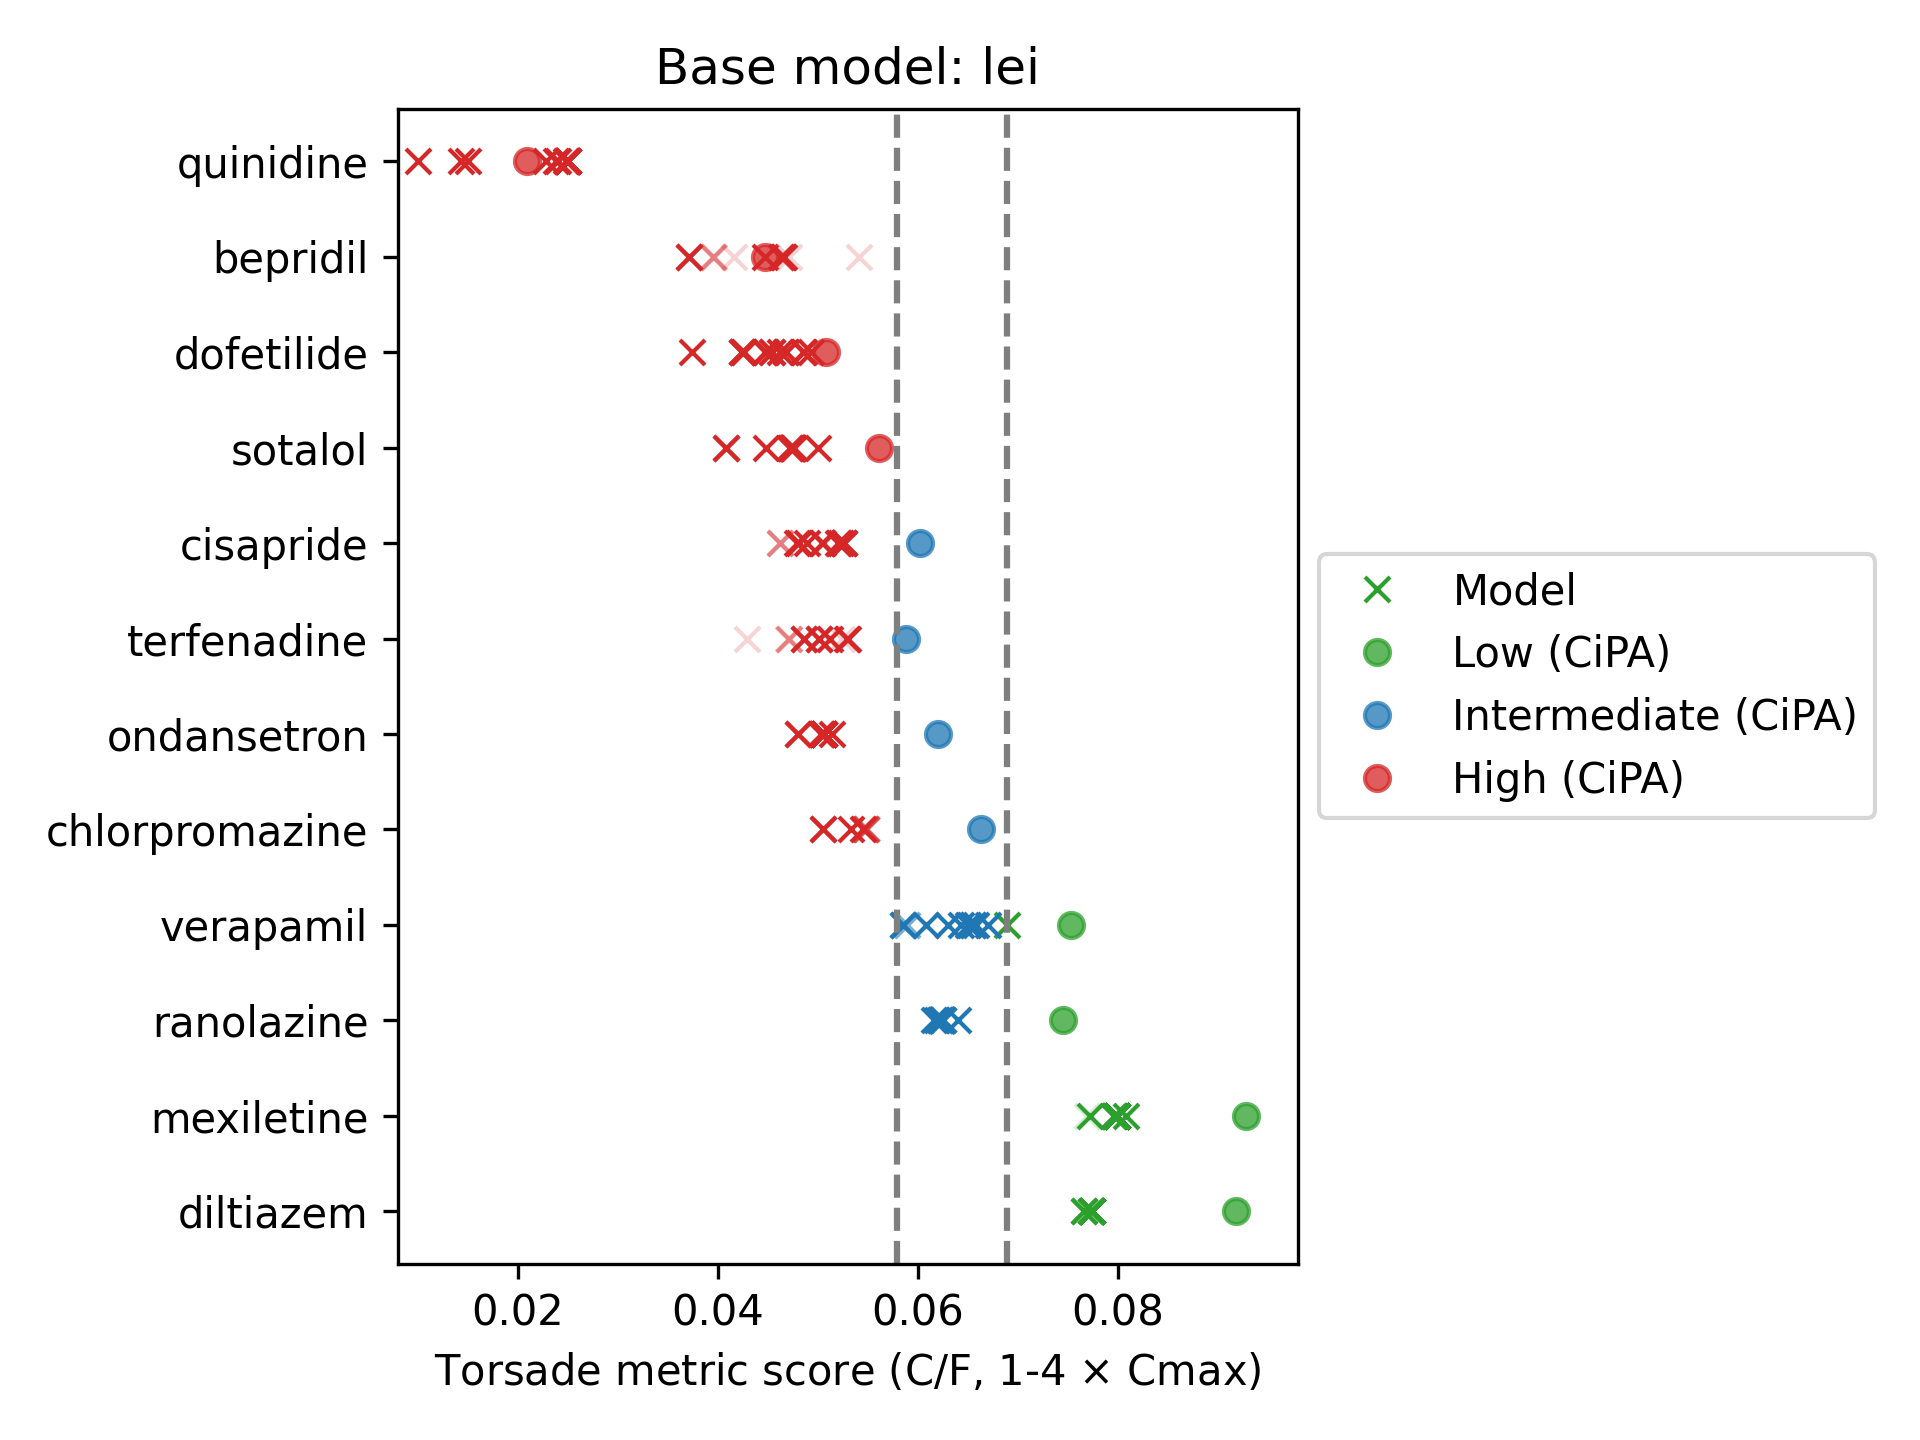 Base model: lei
quinidine
bepridil
dofetilide
sotalol
cisapride
terfenadine
ondansetron
chlorpromazine
verapamil
ranolazine
mexiletine
diltiazem
0.02
0.04
0.06
0.08
Torsade metric score (C/F, 1-4 × Cmax)
Model
Low (CiPA)
Intermediate (CiPA)
High (CiPA)